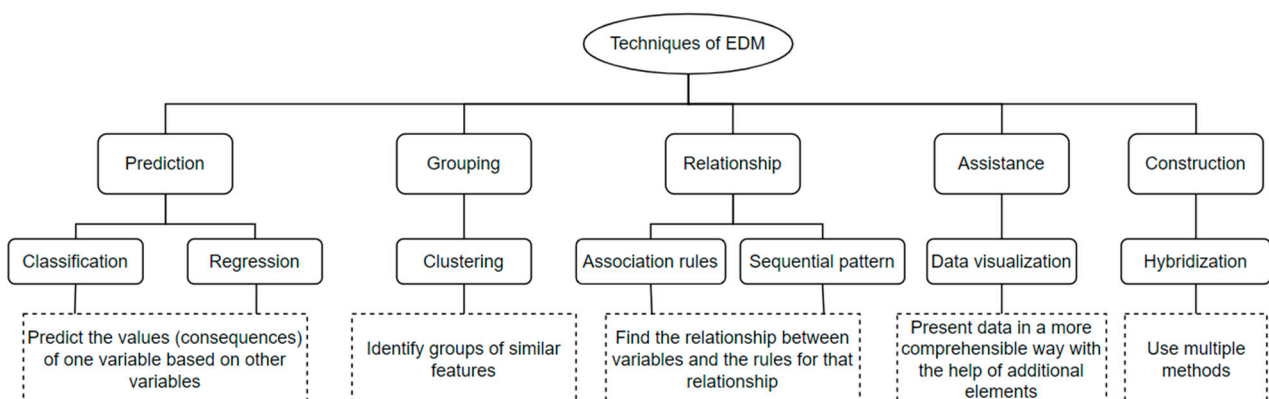 Techniques of EDM
Prediction
Grouping
Relationship
Assistance
Construction
Classification
Regression
Clustering
Association rules
Sequential pattern
Data visualization
Hybridization
Predict the values (consequences)
of one variable based on other
variables
Identify groups of similar
features
Find the relationship between
variables and the rules for that
relationship
Present data in a more
comprehensible way with
the help of additional
elements
Use multiple
methods